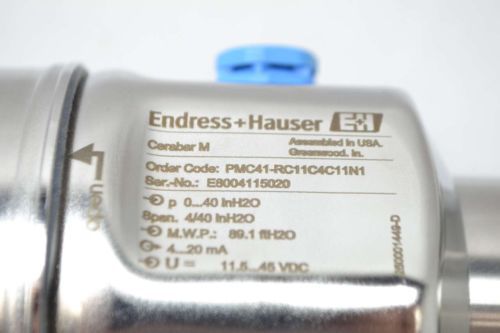 Endress+Hauser EH
Cerabar M
Assembled in USA.
Greenwood. In.
Order Code: PMC41-RC11C4C11N1
Ser.-No.: E8004115020
p 0...40 InH2O
Span. 4/40 inH2O
M.W.P.: 89.1 ftH2O
4...20 mA
U = 11.5...45 VDC
open